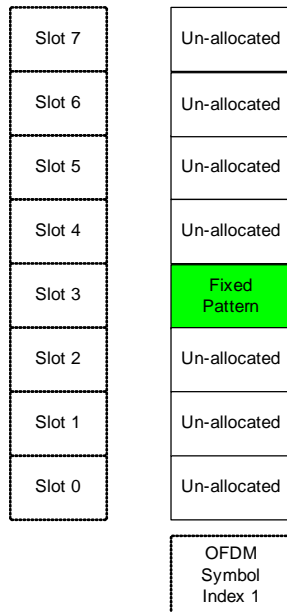 Slot 7 Un-allocated
Slot 6 Un-allocated
Slot 5 Un-allocated
Slot 4 Un-allocated
Slot 3 Fixed
Pattern
Slot 2 Un-allocated
Slot 1 Un-allocated
Slot 0 Un-allocated
OFDM
Symbol
Index 1